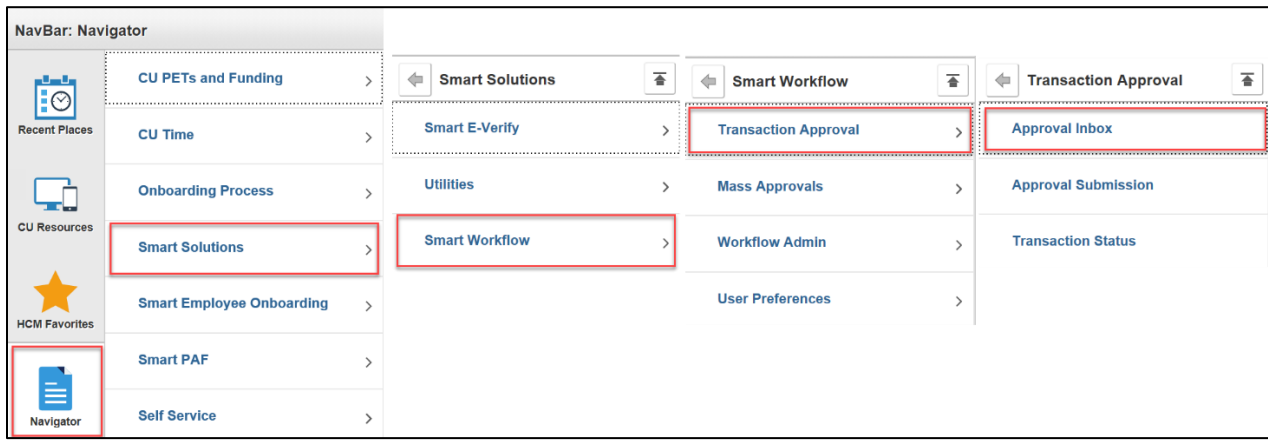 NavBar: Navigator
Recent Places
CU Resources
HCM Favorites
Navigator
CU PETs and Funding
CU Time
Onboarding Process
Smart Solutions
Smart Employee Onboarding
Smart PAF
Self Service
Smart Solutions
Smart E-Verify
Utilities
Smart Workflow
Smart Workflow
Transaction Approval
Mass Approvals
Workflow Admin
User Preferences
Transaction Approval
Approval Inbox
Approval Submission
Transaction Status